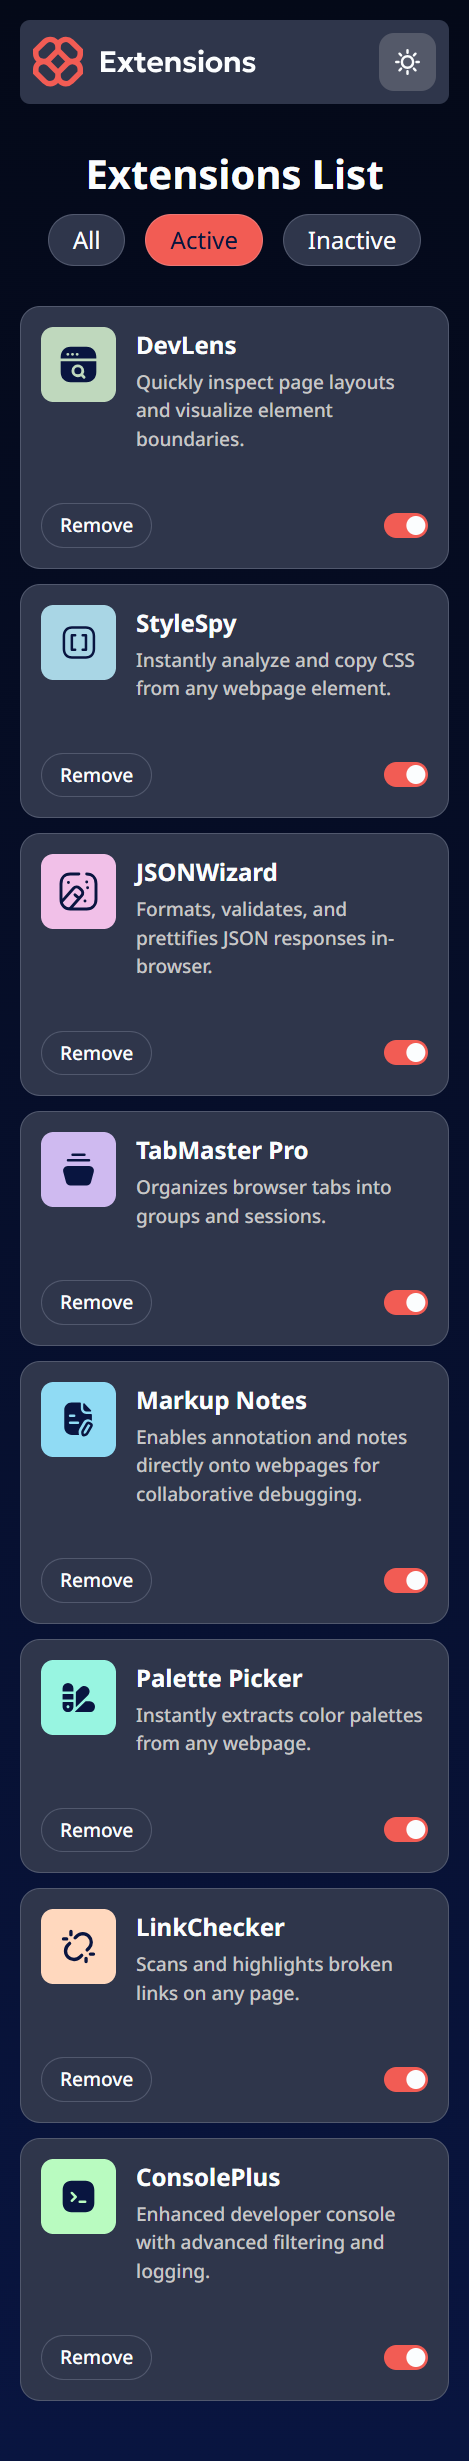 Extensions
Extensions List
All
Active
Inactive
DevLens
Quickly inspect page layouts
and visualize element
boundaries.
Remove
StyleSpy
Instantly analyze and copy CSS
from any webpage element.
Remove
JSONWizard
Formats, validates, and
prettifies JSON responses in-
browser.
Remove
TabMaster Pro
Organizes browser tabs into
groups and sessions.
Remove
Markup Notes
Enables annotation and notes
directly onto webpages for
collaborative debugging.
Remove
Palette Picker
Instantly extracts color palettes
from any webpage.
Remove
LinkChecker
Scans and highlights broken
links on any page.
Remove
ConsolePlus
Enhanced developer console
with advanced filtering and
logging.
Remove